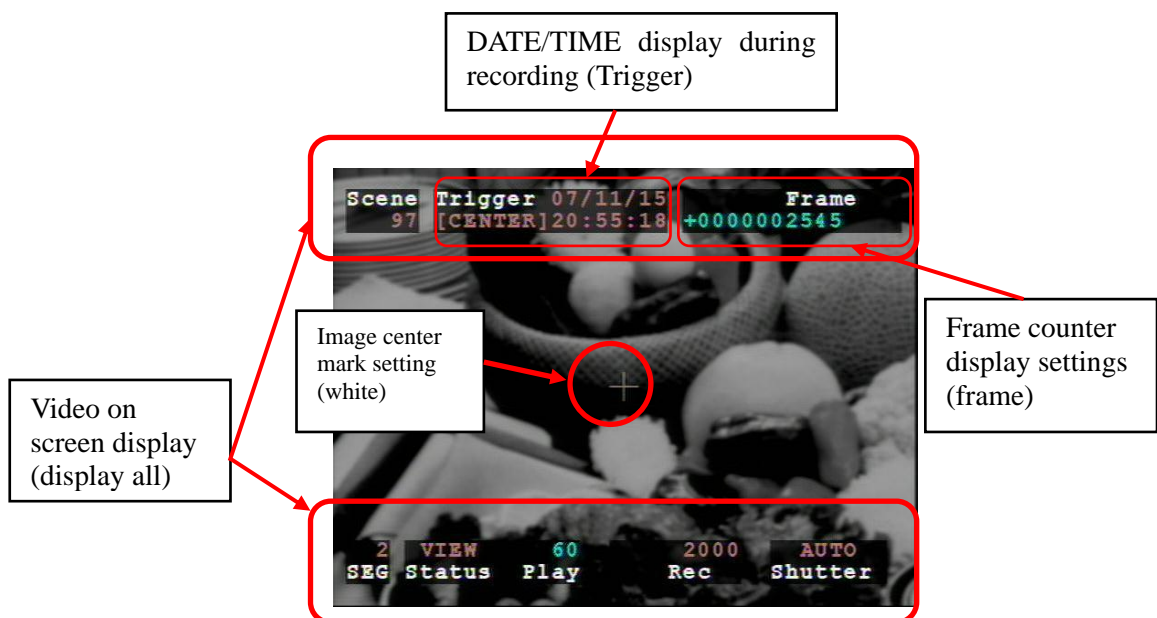 DATE/TIME display during
recording (Trigger)
Scene Trigger 07/11/15 Frame
97 [CENTER]20:55:18 +0000002545
Image center
mark setting
(white)
Frame counter
display settings
(frame)
Video on
screen display
(display all)
2 VIEW 60 2000 AUTO
SEG Status Play Rec Shutter